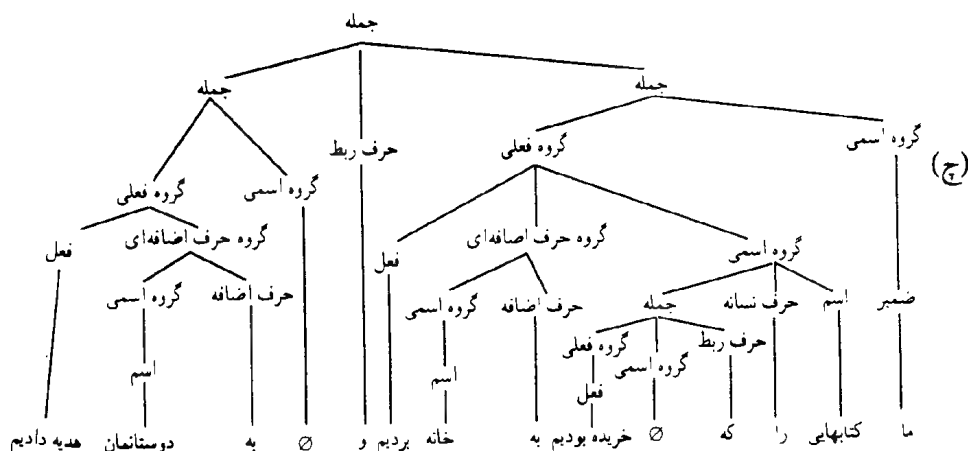 جمله
جمله جمله
گروه اسمی گروه فعلی حرف ربط
(چ)
گروه اسمی گروه فعلی
گروه اسمی گروه حرف اصافه‌ای فعل گروه حرف اضافه‌ای فعل
ضمیر اسم حرف نسانه جمله حرف اضافه گروه اسمی حرف اضافه گروه اسمی
حرف ربط گروه اسمی گروه فعلی
اسم اسم
فعل
ما کتابهایی را که ∅ خریده بودیم به خانه بردیم و ∅ به دوستانمان هدیه دادیم